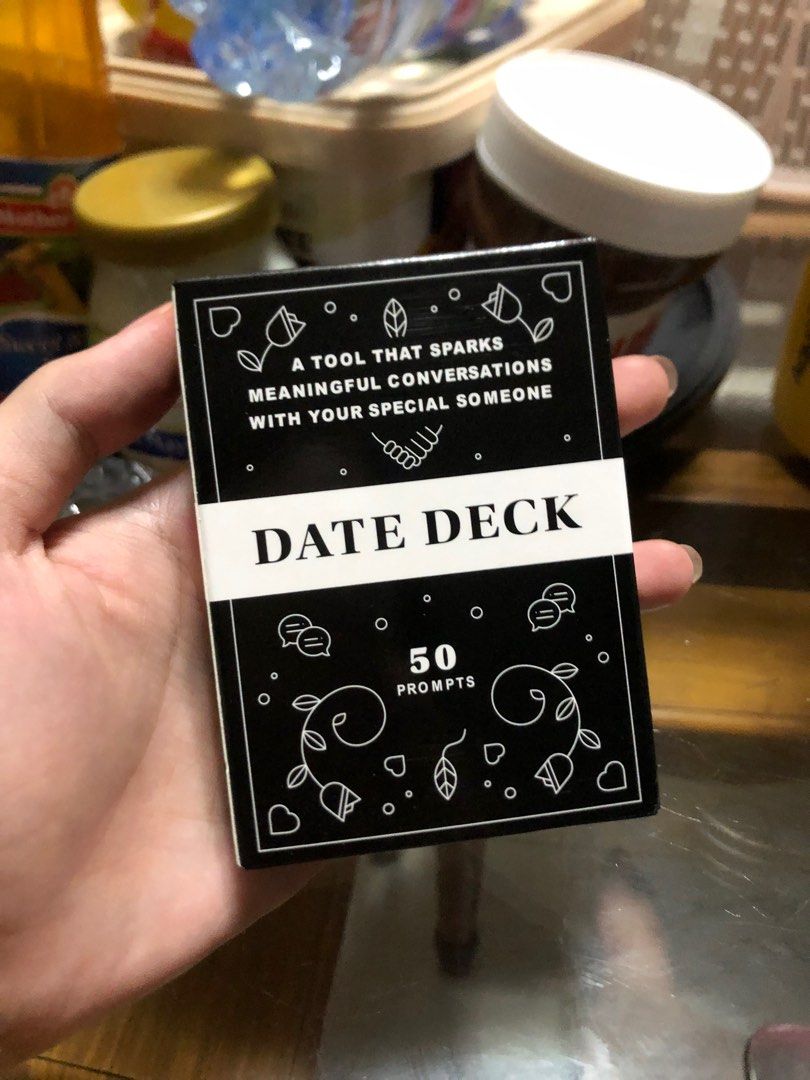 A TOOL THAT SPARKS
MEANINGFUL CONVERSATIONS
WITH YOUR SPECIAL SOMEONE
DATE DECK
50
PROMPTS